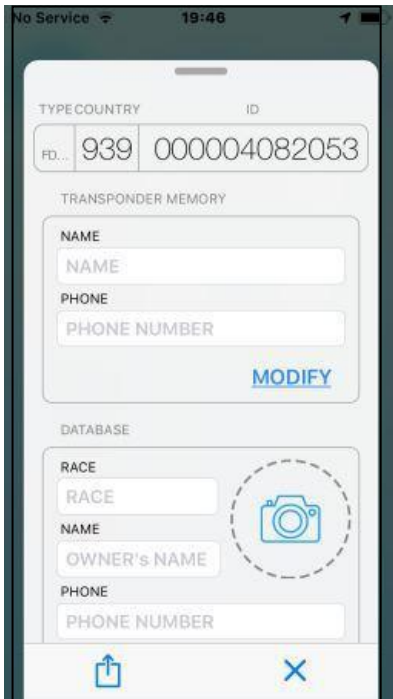 No Service 19:46
TYPE COUNTRY ID
FD... 939 000004082053
TRANSPONDER MEMORY
NAME
NAME
PHONE
PHONE NUMBER
MODIFY
DATABASE
RACE
RACE
NAME
OWNER's NAME
PHONE
PHONE NUMBER